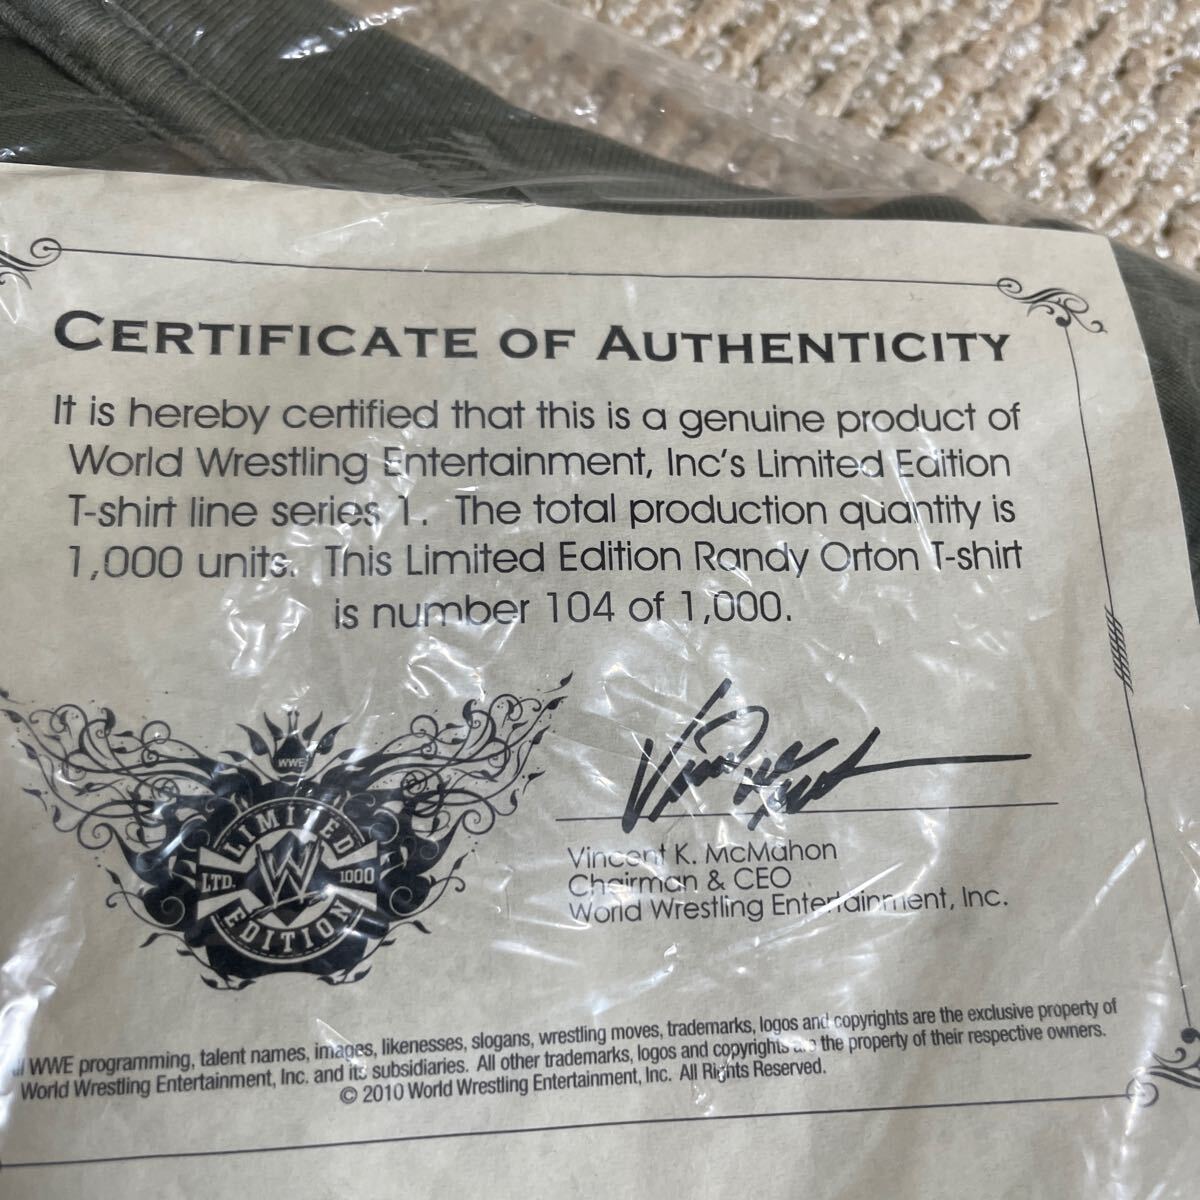 CERTIFICATE OF AUTHENTICITY
It is hereby certified that this is a genuine product of
World Wrestling Entertainment, Inc's Limited Edition
T-shirt line series 1. The total production quantity is
1,000 units. This Limited Edition Randy Orton T-shirt
is number 104 of 1,000.
WWE
LIMITED
LTD. W 1000
EDITION
Vincent K. McMahon
Chairman & CEO
World Wrestling Entertainment, Inc.
WWE programming, talent names, images, likenesses, slogans, wrestling moves, trademarks, logos and copyrights are the exclusive property of
World Wrestling Entertainment, Inc. and its subsidiaries. All other trademarks, logos and copyrights are the property of their respective owners.
© 2010 World Wrestling Entertainment, Inc. All Rights Reserved.